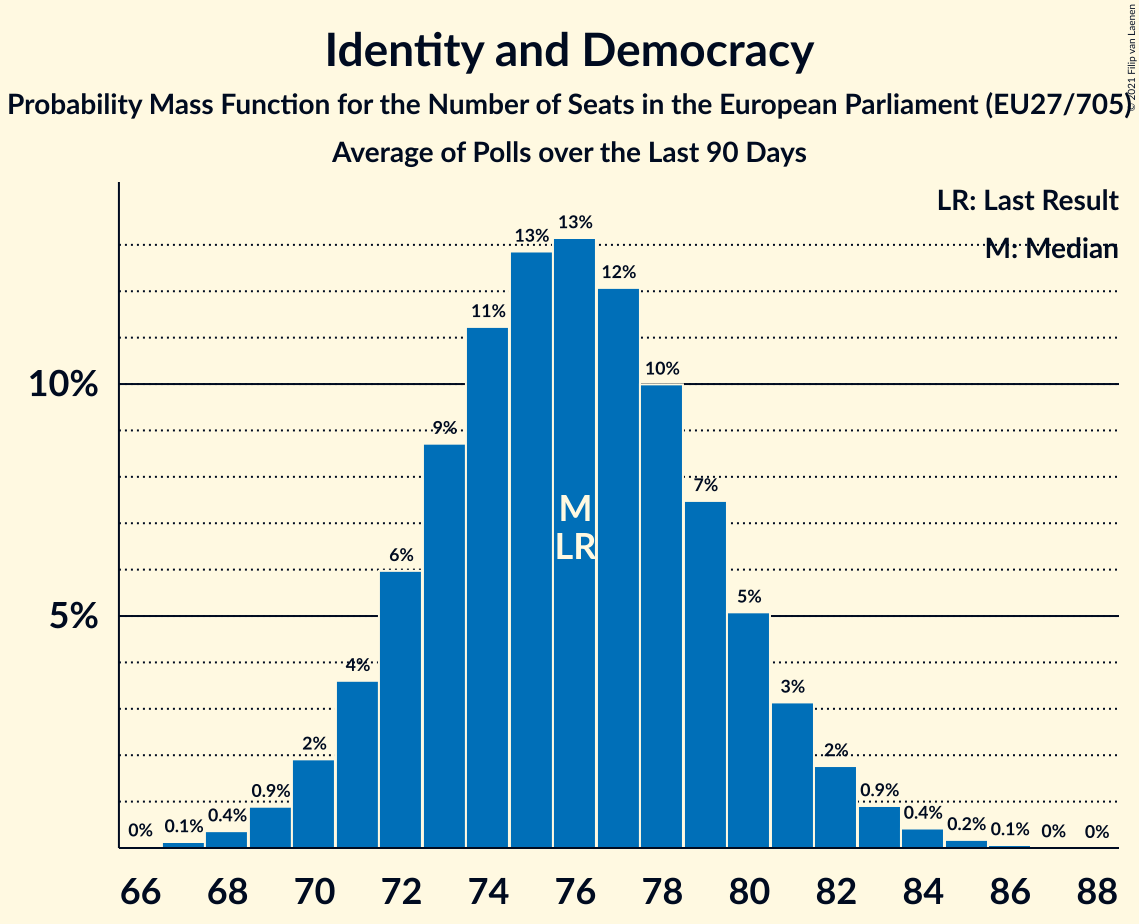 Identity and Democracy
Probability Mass Function for the Number of Seats in the European Parliament (EU27/705)
Average of Polls over the Last 90 Days
© 2021 Filip van Laenen
LR: Last Result
M: Median
10%
5%
0%
0.1%
0.4%
0.9%
2%
4%
6%
9%
11%
13%
13%
12%
10%
7%
5%
3%
2%
0.9%
0.4%
0.2%
0.1%
0%
0%
M
LR
66 68 70 72 74 76 78 80 82 84 86 88